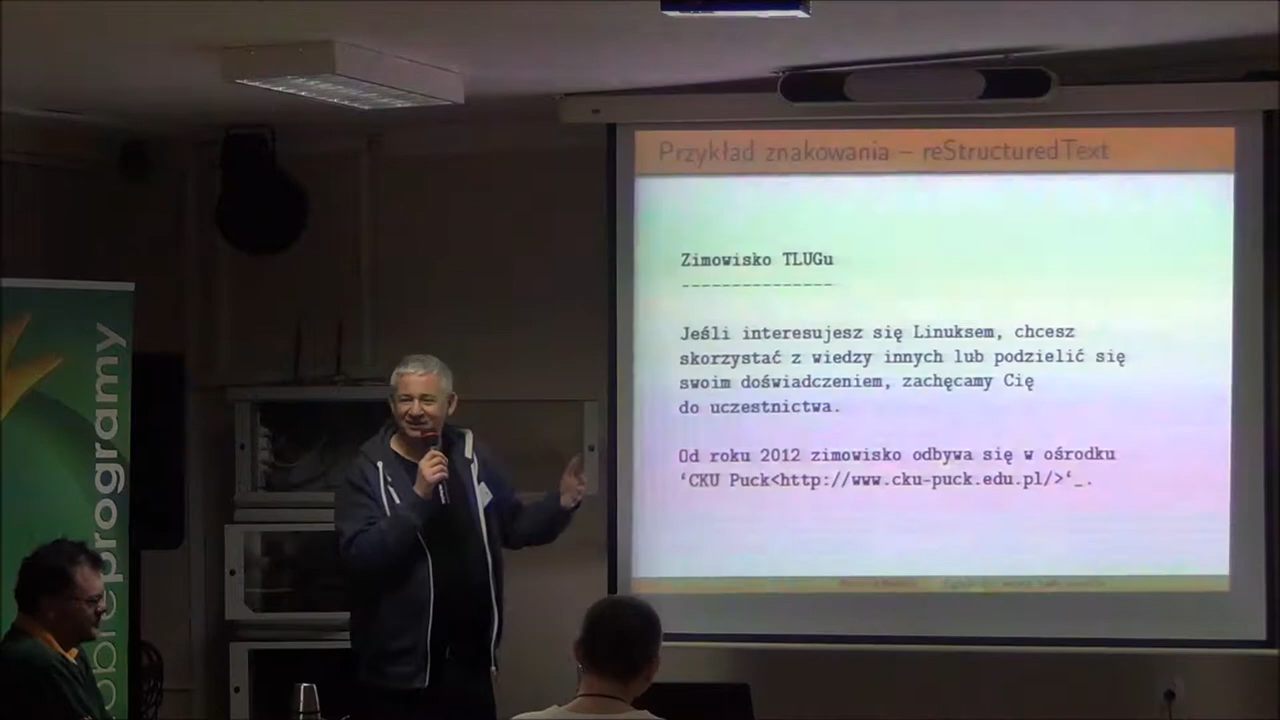 Przykład znakowania – reStructuredText
Zimowisko TLUGu
---------------
Jeśli interesujesz się Linuksem, chcesz
skorzystać z wiedzy innych lub podzielić się
swoim doświadczeniem, zachęcamy Cię
do uczestnictwa.
Od roku 2012 zimowisko odbywa się w ośrodku
‘CKU Puck<http://www.cku-puck.edu.pl/>‘_.
dobreprogramy